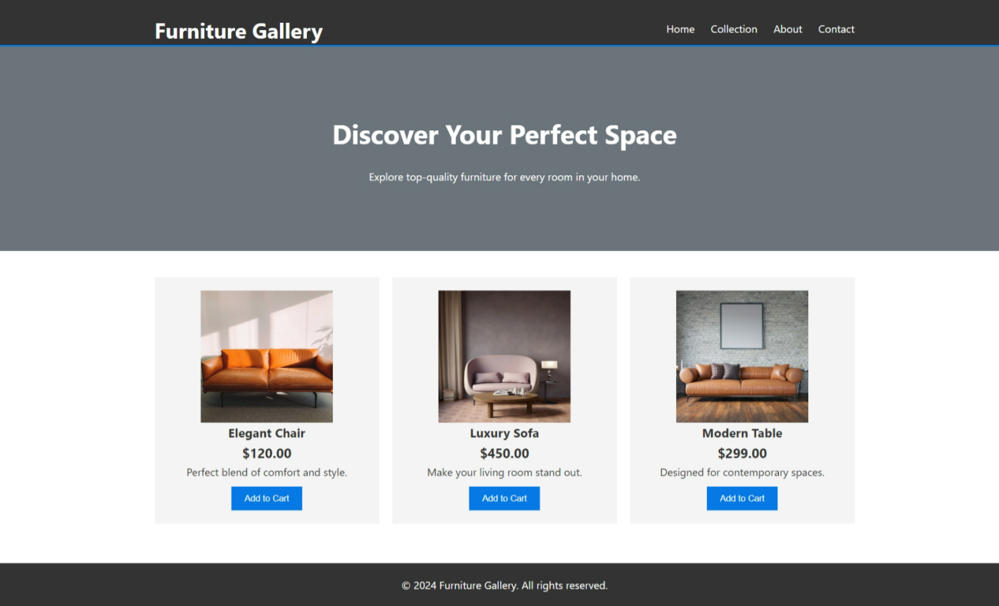 Furniture Gallery
Home Collection About Contact
Discover Your Perfect Space
Explore top-quality furniture for every room in your home.
Elegant Chair
$120.00
Perfect blend of comfort and style.
Add to Cart
Luxury Sofa
$450.00
Make your living room stand out.
Add to Cart
Modern Table
$299.00
Designed for contemporary spaces.
Add to Cart
© 2024 Furniture Gallery. All rights reserved.